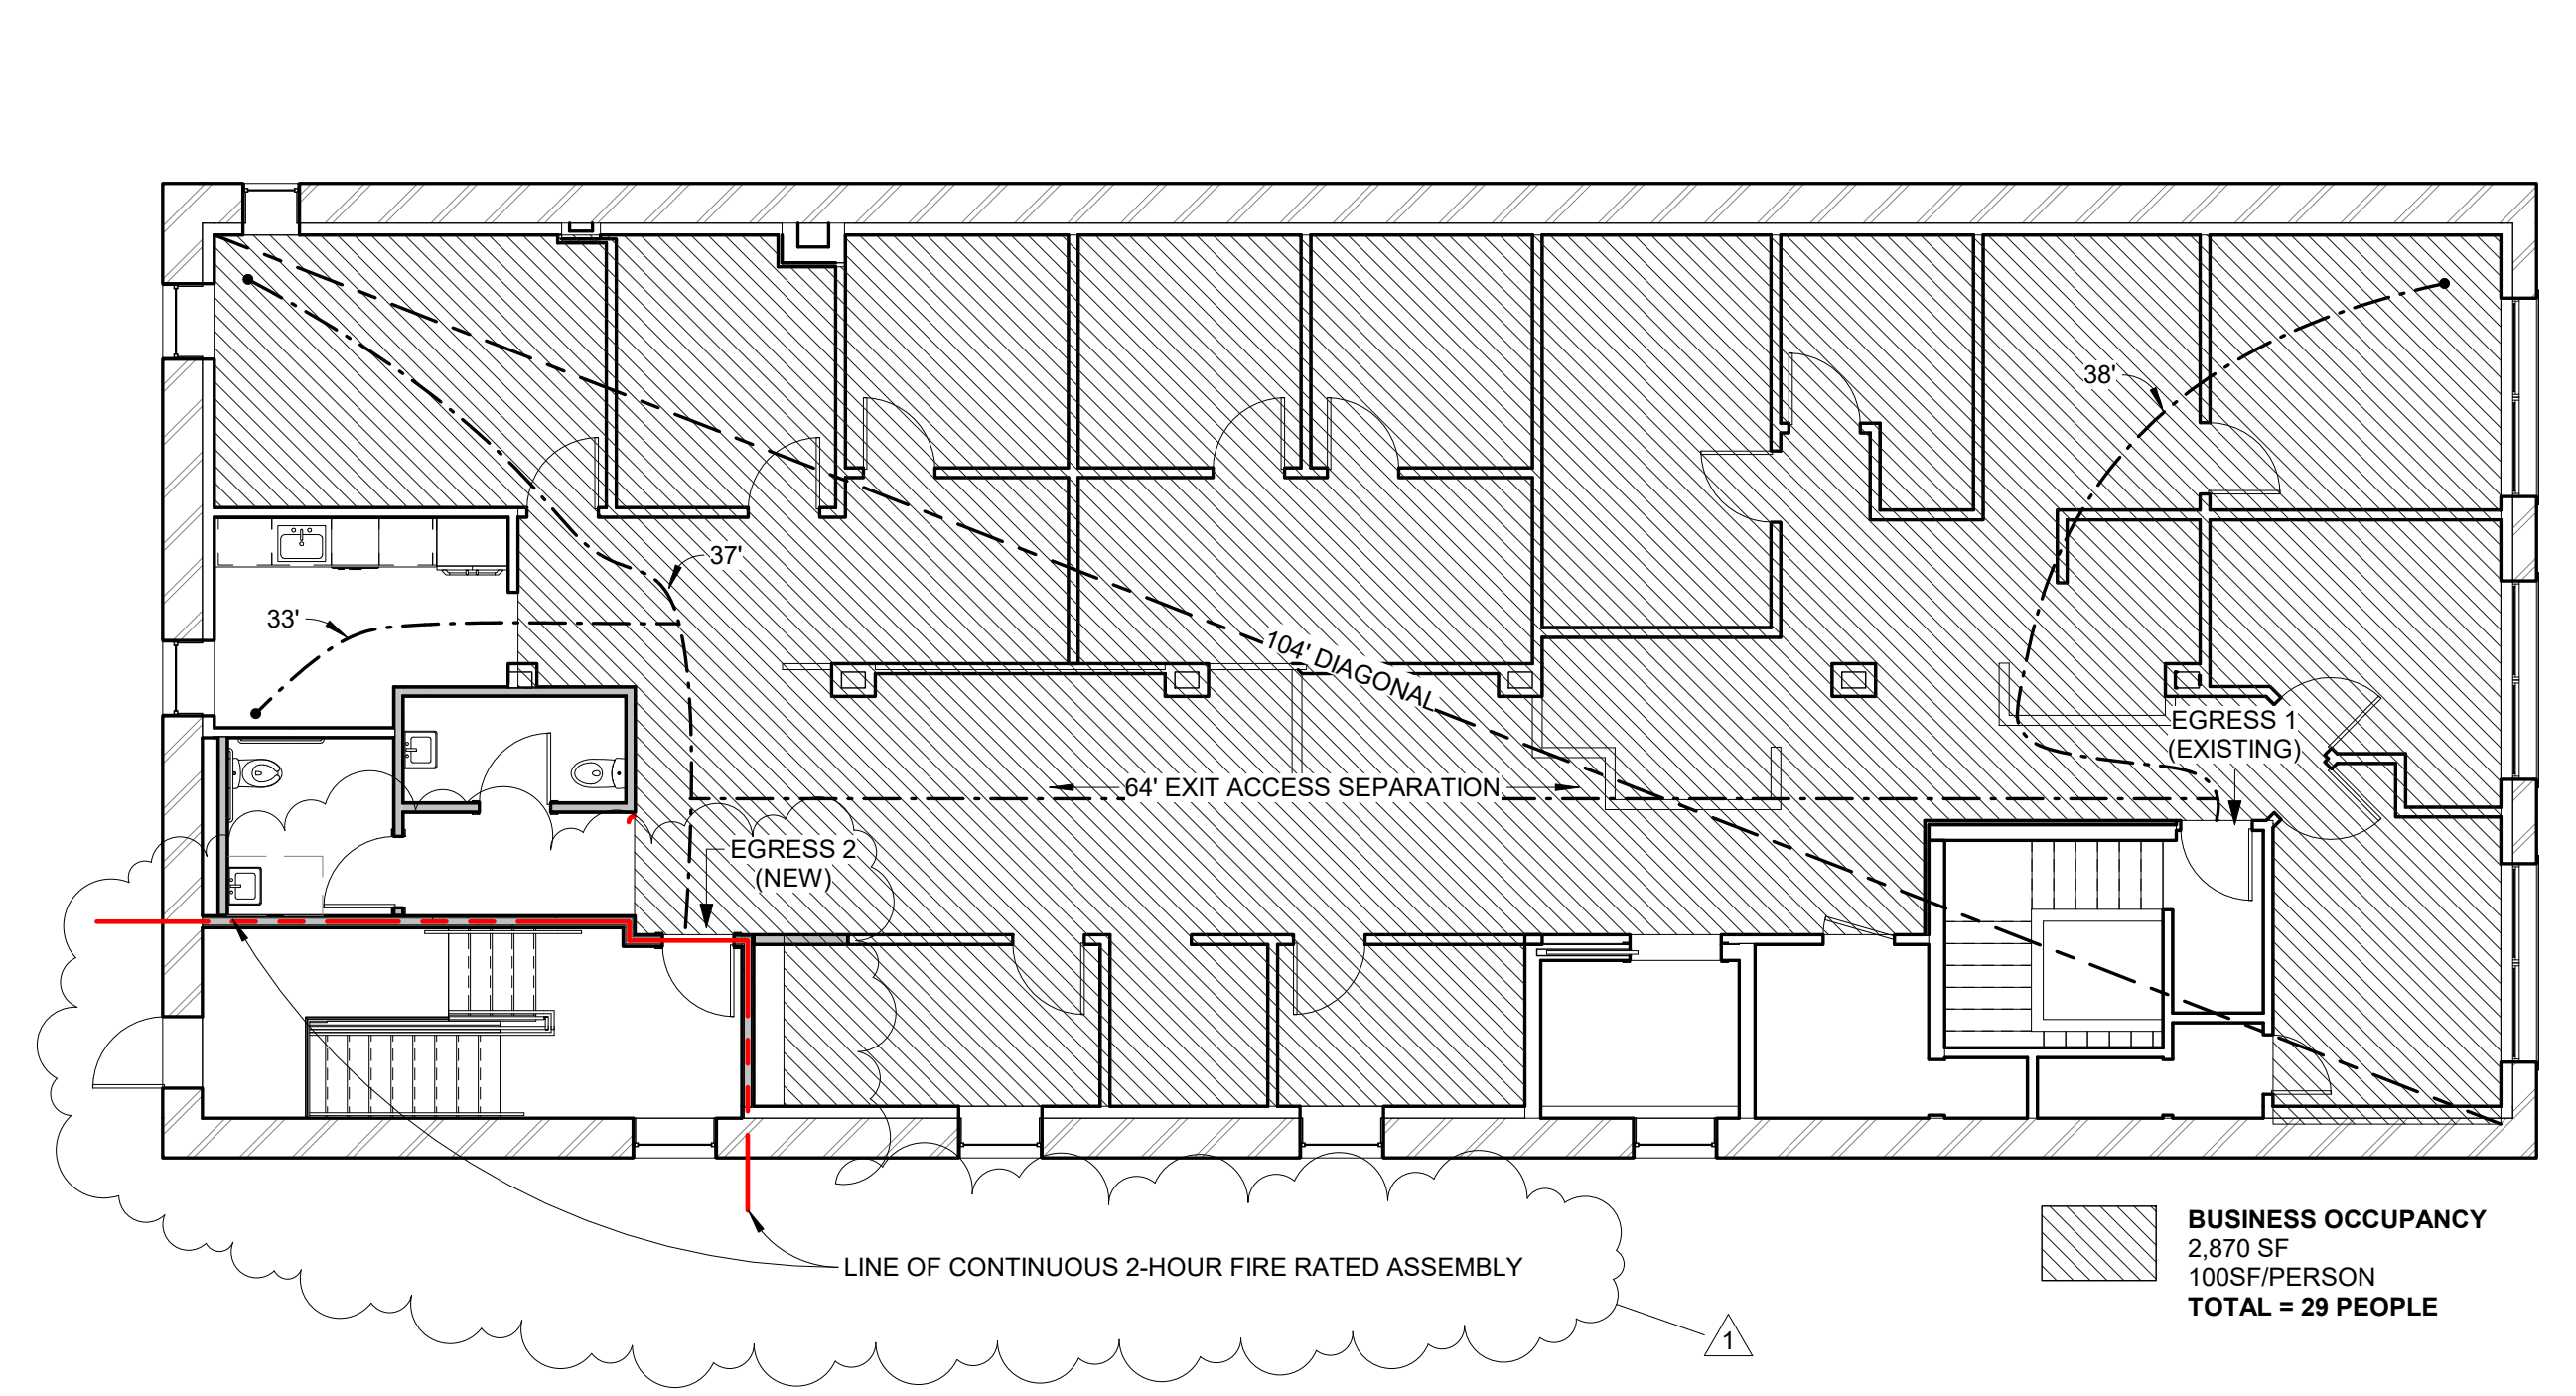 38'
37'
33'
104' DIAGONAL
EGRESS 1
(EXISTING)
64' EXIT ACCESS SEPARATION
EGRESS 2
(NEW)
LINE OF CONTINUOUS 2-HOUR FIRE RATED ASSEMBLY
BUSINESS OCCUPANCY
2,870 SF
100SF/PERSON
TOTAL = 29 PEOPLE
1